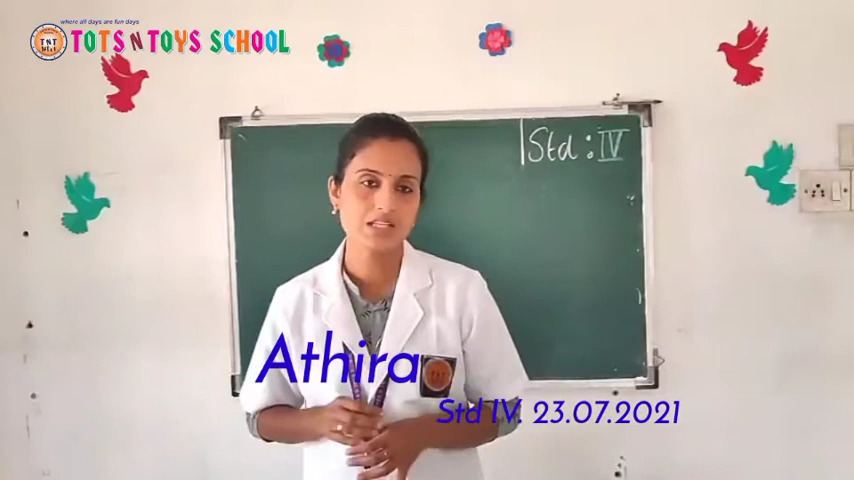 where all days are fun days
TOTS N TOYS SCHOOL
Std : IV
Athira
Std IV. 23.07.2021